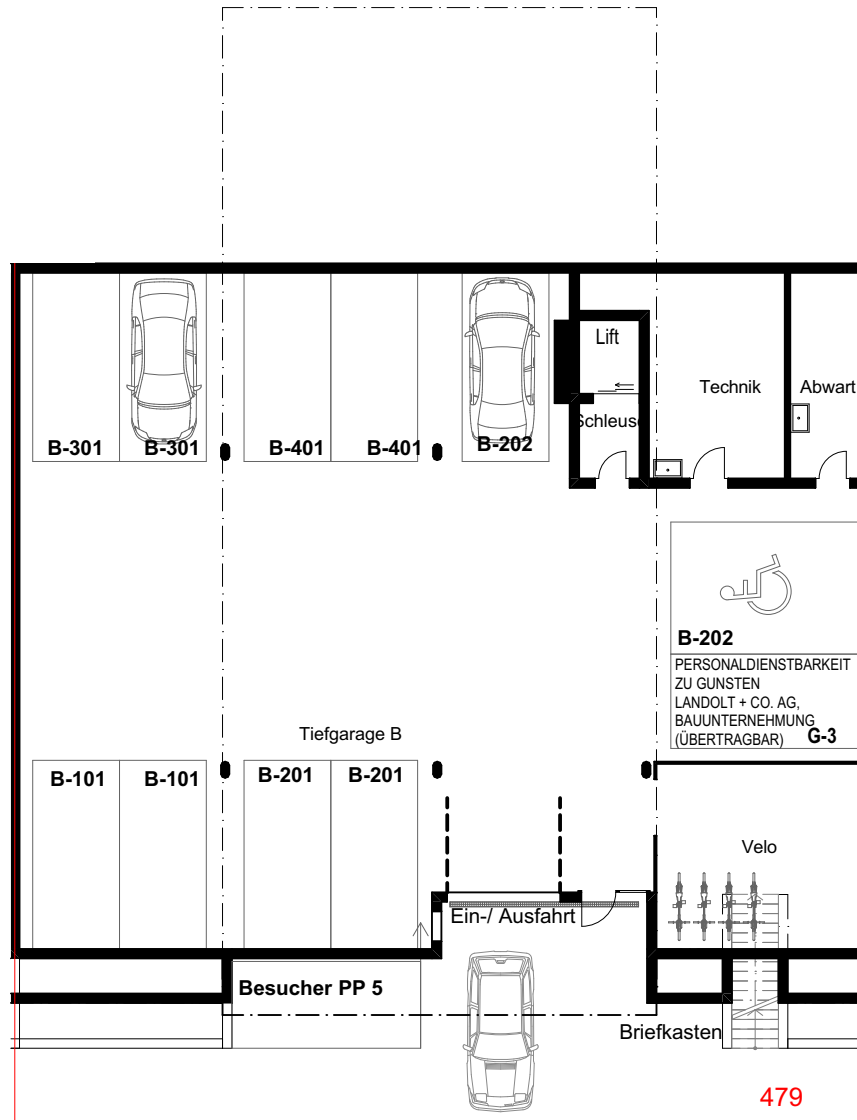 Lift
Technik
Abwart
Schleuse
B-301
B-301
B-401
B-401
B-202
B-202
PERSONALDIENSTBARKEIT
ZU GUNSTEN
LANDOLT + CO. AG,
BAUUNTERNEHMUNG
(ÜBERTRAGBAR) G-3
Tiefgarage B
B-101
B-101
B-201
B-201
Velo
Ein-/ Ausfahrt
Besucher PP 5
Briefkasten
479